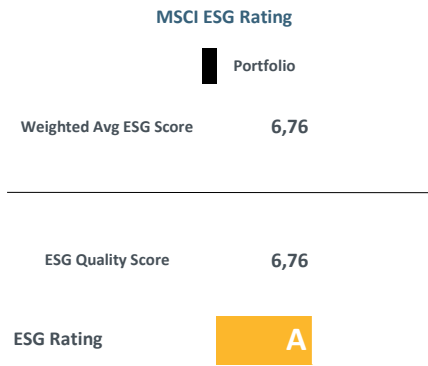 MSCI ESG Rating
Portfolio
Weighted Avg ESG Score 6,76
ESG Quality Score 6,76
ESG Rating A